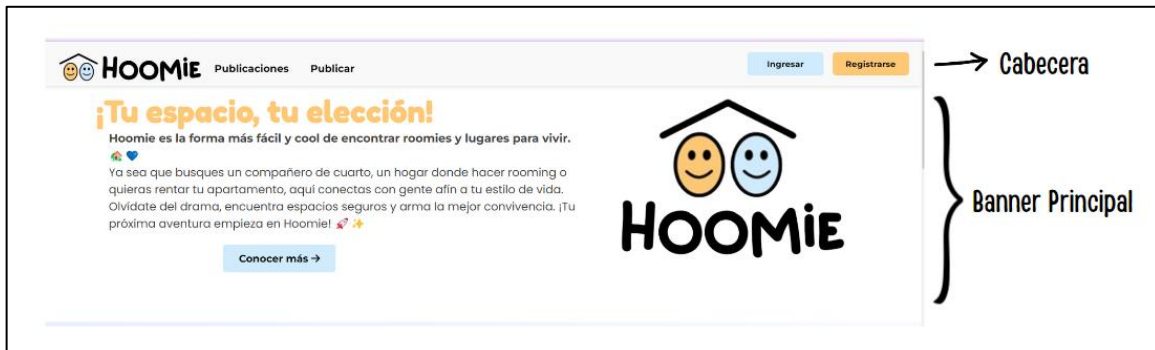 HOOMiE Publicaciones Publicar Ingresar Registrarse
Cabecera
¡Tu espacio, tu elección!
Hoomie es la forma más fácil y cool de encontrar roomies y lugares para vivir.
🏠 💙
Ya sea que busques un compañero de cuarto, un hogar donde hacer rooming o
quieras rentar tu apartamento, aquí conectas con gente afín a tu estilo de vida.
Olvídate del drama, encuentra espacios seguros y arma la mejor convivencia. ¡Tu
próxima aventura empieza en Hoomie! 🚀 ✨
Conocer más →
HOOMiE
Banner Principal